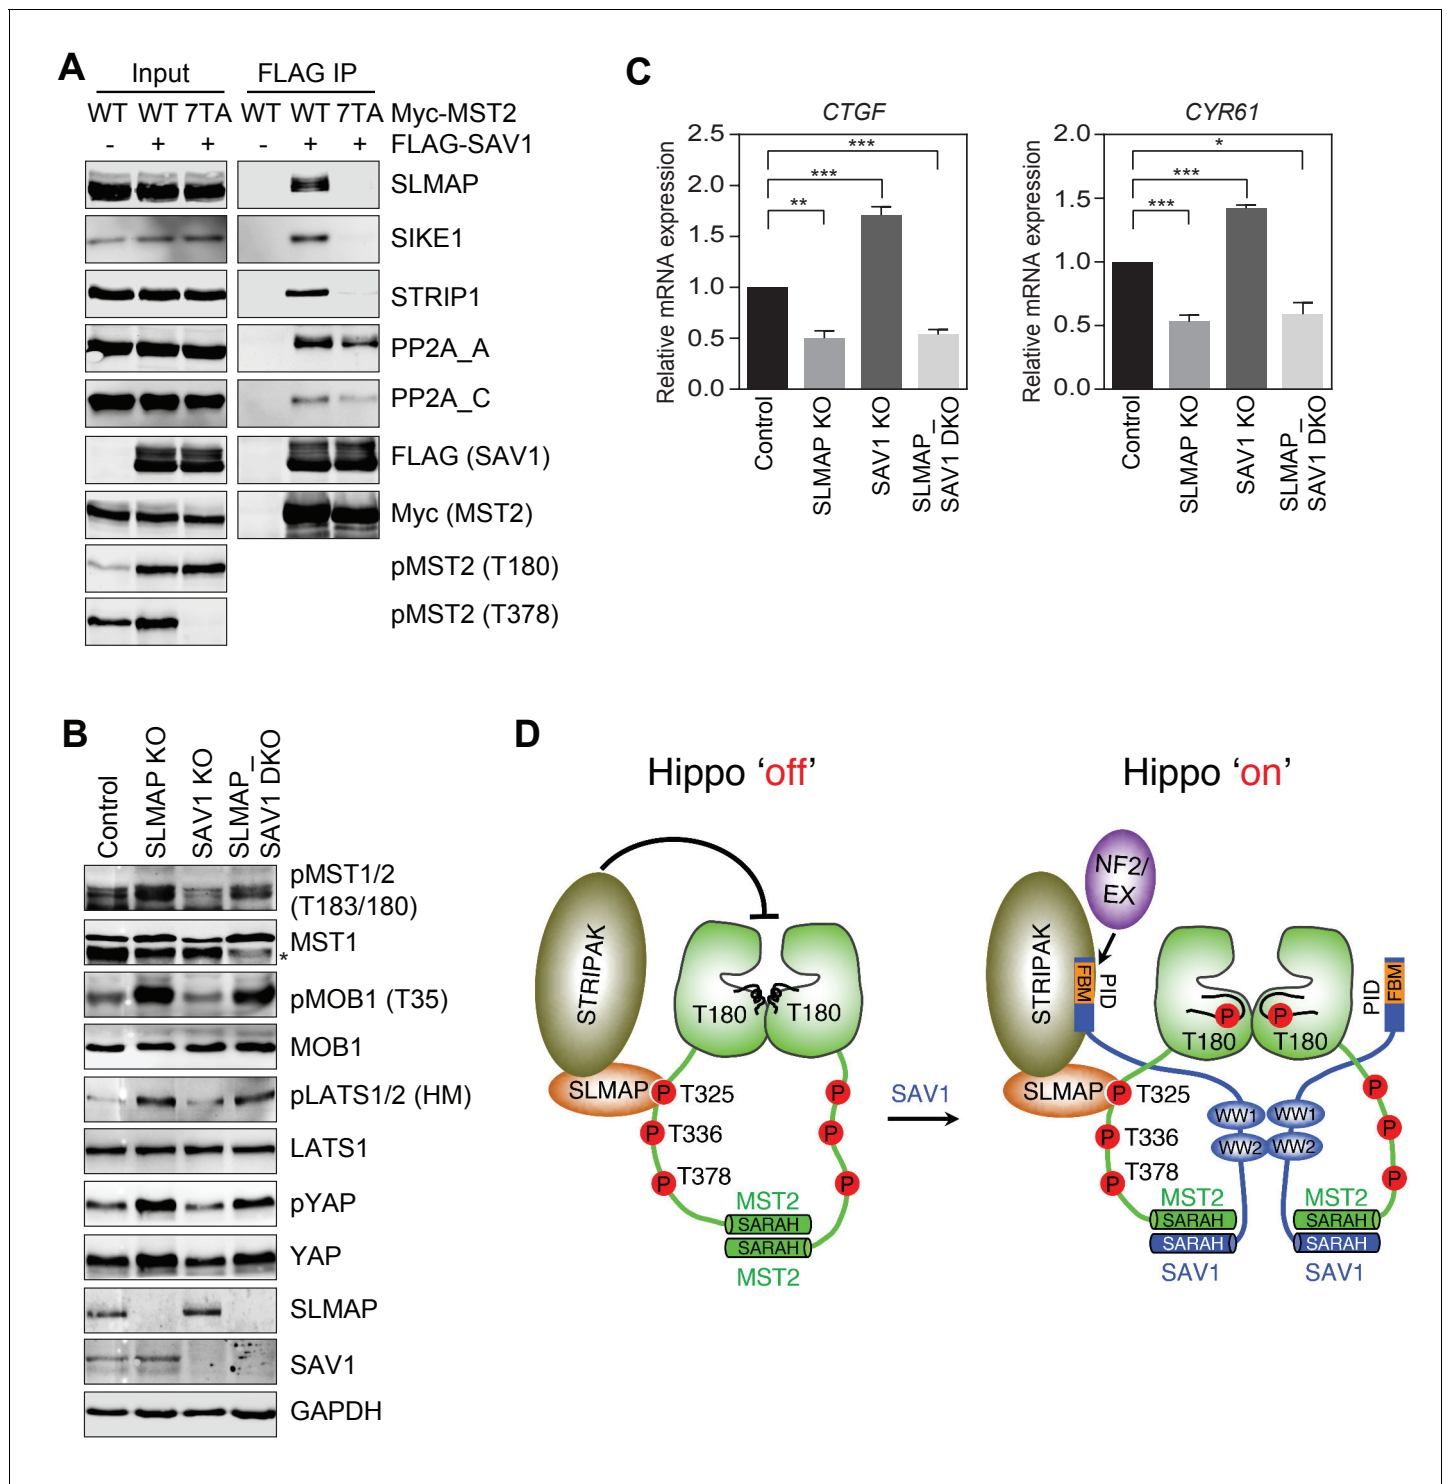 A
Input
FLAG IP
WT WT 7TA WT WT 7TA Myc-MST2
- + + - + + FLAG-SAV1
SLMAP
SIKE1
STRIP1
PP2A_A
PP2A_C
FLAG (SAV1)
Myc (MST2)
pMST2 (T180)
pMST2 (T378)
B
Control
SLMAP KO
SAV1 KO
SLMAP_
SAV1 DKO
pMST1/2
(T183/180)
MST1
*
pMOB1 (T35)
MOB1
pLATS1/2 (HM)
LATS1
pYAP
YAP
SLMAP
SAV1
GAPDH
C
CTGF
Relative mRNA expression
2.5
2.0
1.5
1.0
0.5
0.0
***
***
**
Control
SLMAP KO
SAV1 KO
SLMAP_
SAV1 DKO
CYR61
Relative mRNA expression
2.0
1.5
1.0
0.5
0.0
*
***
***
Control
SLMAP KO
SAV1 KO
SLMAP_
SAV1 DKO
D
Hippo ‘off’
STRIPAK
T180 T180
SLMAP P T325 P
P T336 P
P T378 P
MST2
SARAH
SARAH
MST2
SAV1
Hippo ‘on’
NF2/
EX
STRIPAK
FBM
PID
PID
FBM
P P
T180 T180
SLMAP P T325 P
WW1 WW1
P T336 P
WW2 WW2
P T378 P
MST2 MST2
SARAH SARAH
SARAH SARAH
SAV1 SAV1